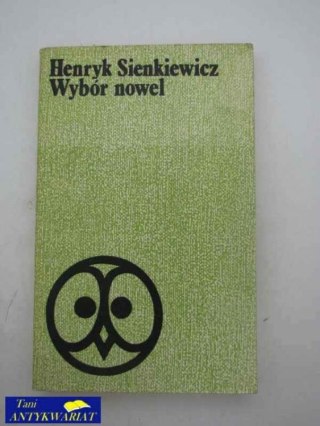 Henryk Sienkiewicz
Wybór nowel
Tani
ANTYKWARIAT